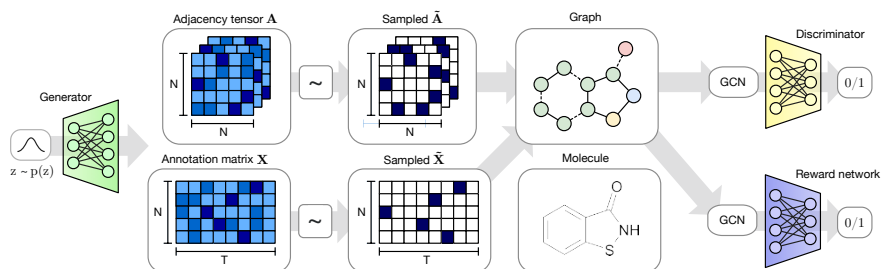 Adjacency tensor A
Sampled Ã
Graph
Discriminator
Generator
N
N
~
N
N
GCN
0/1
z ~ p(z)
Annotation matrix X
Sampled X̃
Molecule
Reward network
N
T
~
N
T
O
NH
S
GCN
0/1